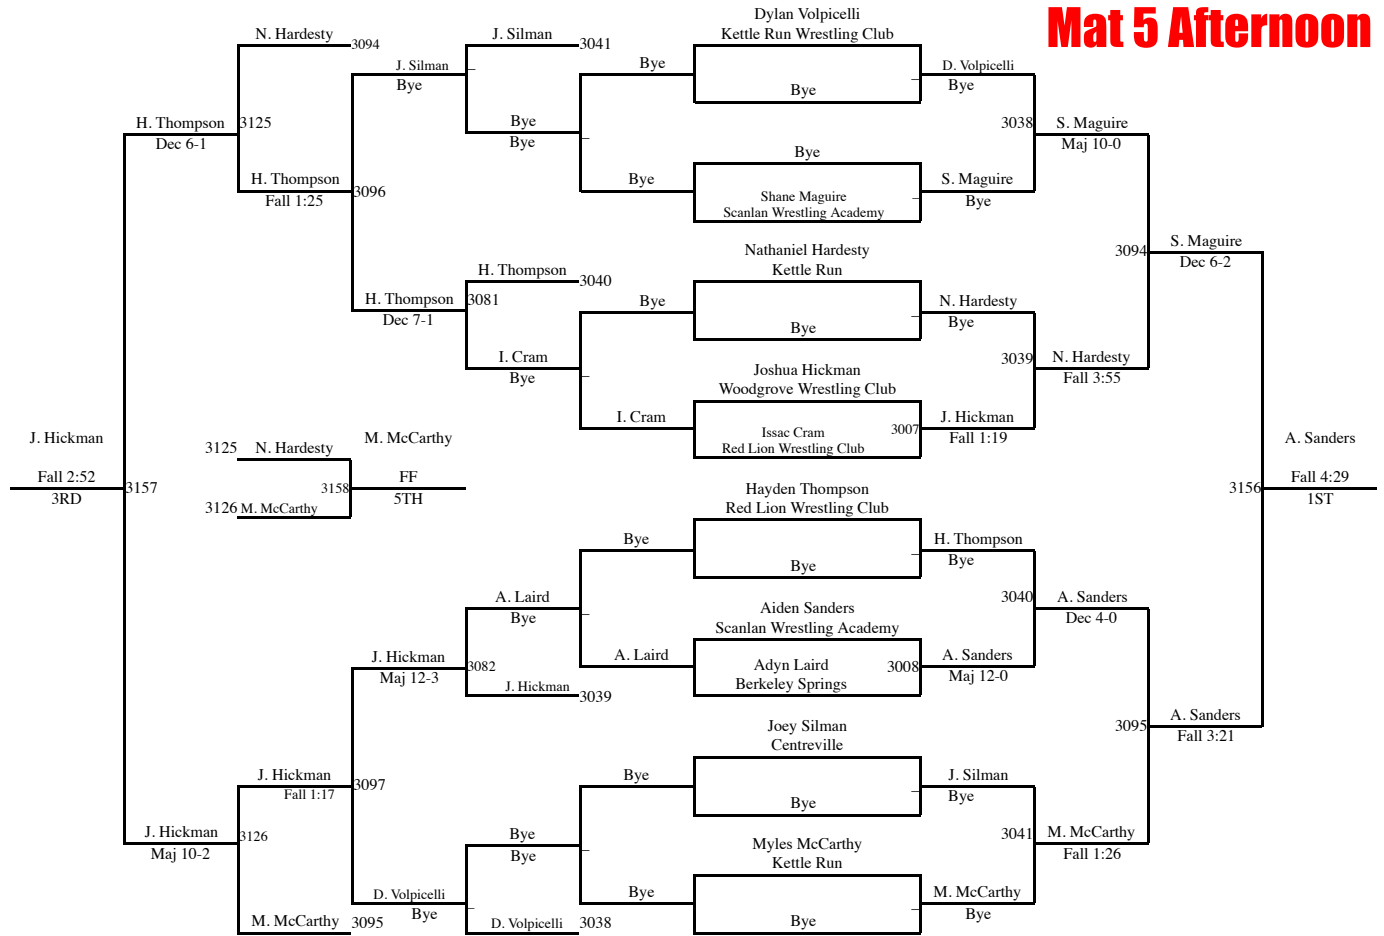 Mat 5 Afternoon
Dylan Volpicelli
Kettle Run Wrestling Club
N. Hardesty
3094
J. Silman
3041
J. Silman
Bye
Bye
Bye
D. Volpicelli
Bye
H. Thompson
3125
Dec 6-1
Bye
Bye
3038
S. Maguire
Maj 10-0
Bye
H. Thompson
3096
Fall 1:25
Bye
Shane Maguire
Scanlan Wrestling Academy
S. Maguire
Bye
Nathaniel Hardesty
Kettle Run
3094
S. Maguire
Dec 6-2
H. Thompson
3040
H. Thompson
3081
Dec 7-1
Bye
Bye
N. Hardesty
Bye
I. Cram
Bye
3039
N. Hardesty
Fall 3:55
Joshua Hickman
Woodgrove Wrestling Club
I. Cram
Issac Cram
3007
Red Lion Wrestling Club
J. Hickman
Fall 1:19
J. Hickman
Fall 2:52
3RD
3157
3125
N. Hardesty
3126
M. McCarthy
3158
M. McCarthy
FF
5TH
A. Sanders
3156
Fall 4:29
1ST
Hayden Thompson
Red Lion Wrestling Club
Bye
Bye
H. Thompson
Bye
A. Laird
Bye
3040
A. Sanders
Dec 4-0
Aiden Sanders
Scanlan Wrestling Academy
J. Hickman
3082
Maj 12-3
J. Hickman
3039
A. Laird
Adyn Laird
3008
Berkeley Springs
A. Sanders
Maj 12-0
3095
A. Sanders
Fall 3:21
Joey Silman
Centreville
J. Hickman
Fall 1:17
3097
Bye
Bye
J. Silman
Bye
J. Hickman
3126
Maj 10-2
Bye
Bye
3041
M. McCarthy
Fall 1:26
Myles McCarthy
Kettle Run
D. Volpicelli
Bye
Bye
Bye
M. McCarthy
Bye
M. McCarthy
3095
D. Volpicelli
3038